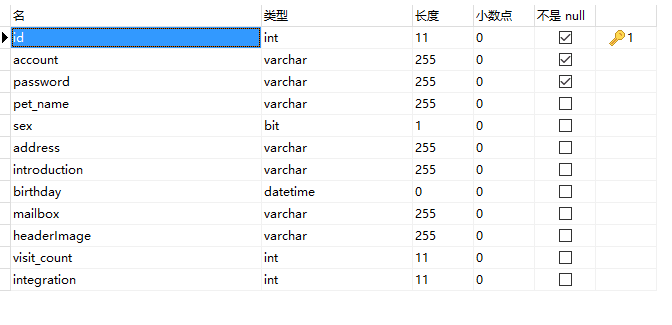 名 类型 长度 小数点 不是 null
id int 11 0 1
account varchar 255 0
password varchar 255 0
pet_name varchar 255 0
sex bit 1 0
address varchar 255 0
introduction varchar 255 0
birthday datetime 0 0
mailbox varchar 255 0
headerImage varchar 255 0
visit_count int 11 0
integration int 11 0